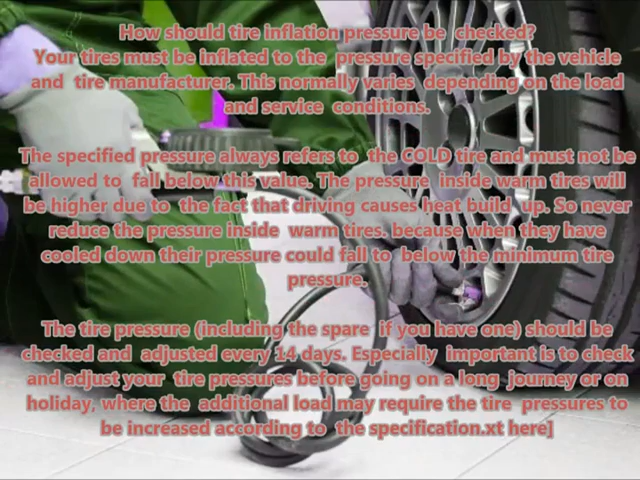 How should tire inflation pressure be checked?
Your tires must be inflated to the pressure specified by the vehicle
and tire manufacturer. This normally varies depending on the load
and service conditions.
The specified pressure always refers to the COLD tire and must not be
allowed to fall below this value. The pressure inside warm tires will
be higher due to the fact that driving causes heat build up. So never
reduce the pressure inside warm tires. because when they have
cooled down their pressure could fall to below the minimum tire
pressure.
The tire pressure (including the spare if you have one) should be
checked and adjusted every 14 days. Especially important is to check
and adjust your tire pressures before going on a long journey or on
holiday, where the additional load may require the tire pressures to
be increased according to the specification.xt here]